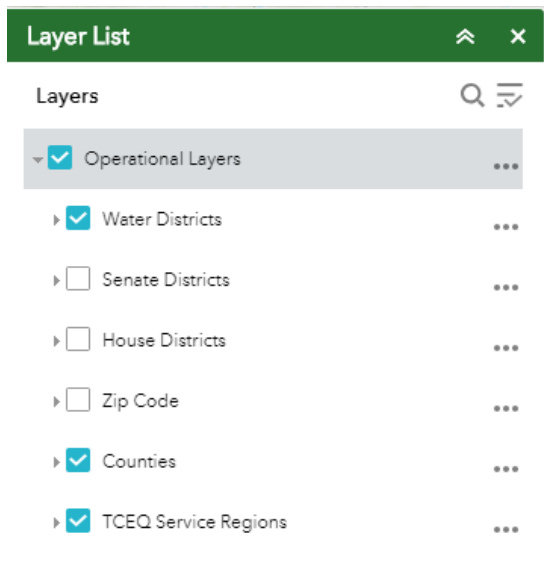 Layer List
Layers
Operational Layers
Water Districts
Senate Districts
House Districts
Zip Code
Counties
TCEQ Service Regions